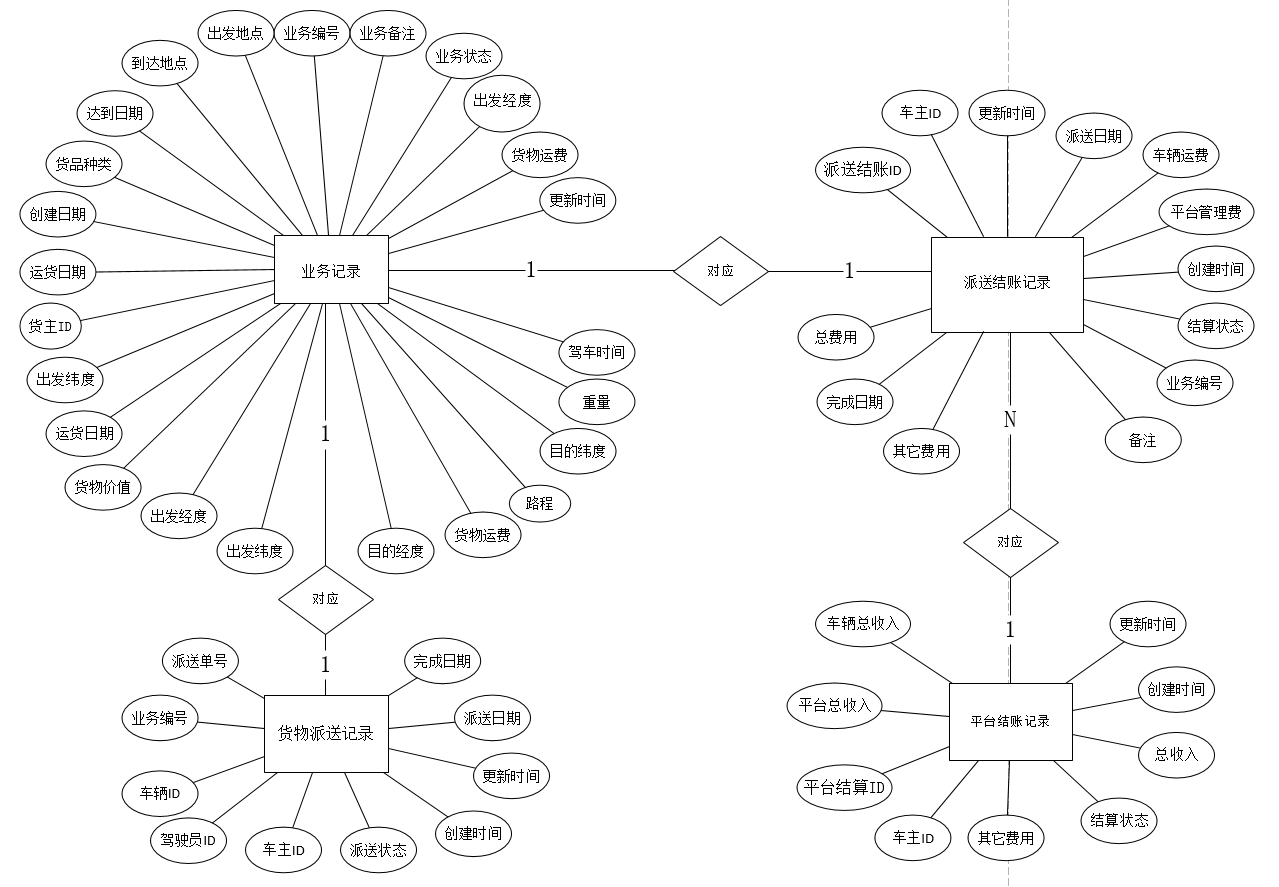 出发地点
业务编号
业务备注
业务状态
到达地点
出发经度
达到日期
货物运费
货品种类
更新时间
创建日期
运货日期
货主ID
出发纬度
运货日期
货物价值
出发经度
出发纬度
目的经度
货物运费
路程
目的纬度
重量
驾车时间
业务记录
1
对应
1
车主ID
更新时间
派送日期
派送结账ID
车辆运费
平台管理费
创建时间
派送结账记录
结算状态
总费用
业务编号
完成日期
其它费用
备注
1
N
对应
对应
1
1
派送单号
完成日期
业务编号
派送日期
货物派送记录
更新时间
车辆ID
驾驶员ID
车主ID
派送状态
创建时间
车辆总收入
更新时间
平台总收入
创建时间
平台结账记录
总收入
平台结算ID
车主ID
其它费用
结算状态